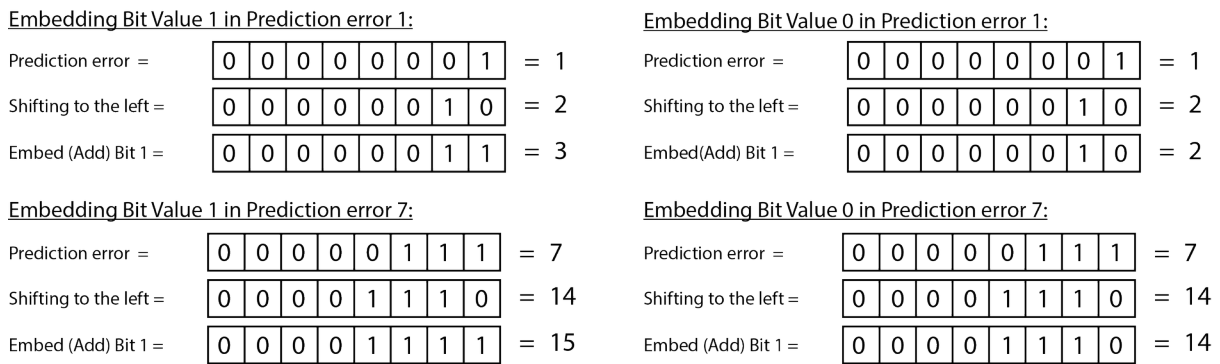 Embedding Bit Value 1 in Prediction error 1:
Prediction error = 0 0 0 0 0 0 0 1 = 1
Shifting to the left = 0 0 0 0 0 0 1 0 = 2
Embed (Add) Bit 1 = 0 0 0 0 0 0 1 1 = 3
Embedding Bit Value 0 in Prediction error 1:
Prediction error = 0 0 0 0 0 0 0 1 = 1
Shifting to the left = 0 0 0 0 0 0 1 0 = 2
Embed(Add) Bit 1 = 0 0 0 0 0 0 1 0 = 2
Embedding Bit Value 1 in Prediction error 7:
Prediction error = 0 0 0 0 0 1 1 1 = 7
Shifting to the left = 0 0 0 0 1 1 1 0 = 14
Embed (Add) Bit 1 = 0 0 0 0 1 1 1 1 = 15
Embedding Bit Value 0 in Prediction error 7:
Prediction error = 0 0 0 0 0 1 1 1 = 7
Shifting to the left = 0 0 0 0 1 1 1 0 = 14
Embed (Add) Bit 1 = 0 0 0 0 1 1 1 0 = 14